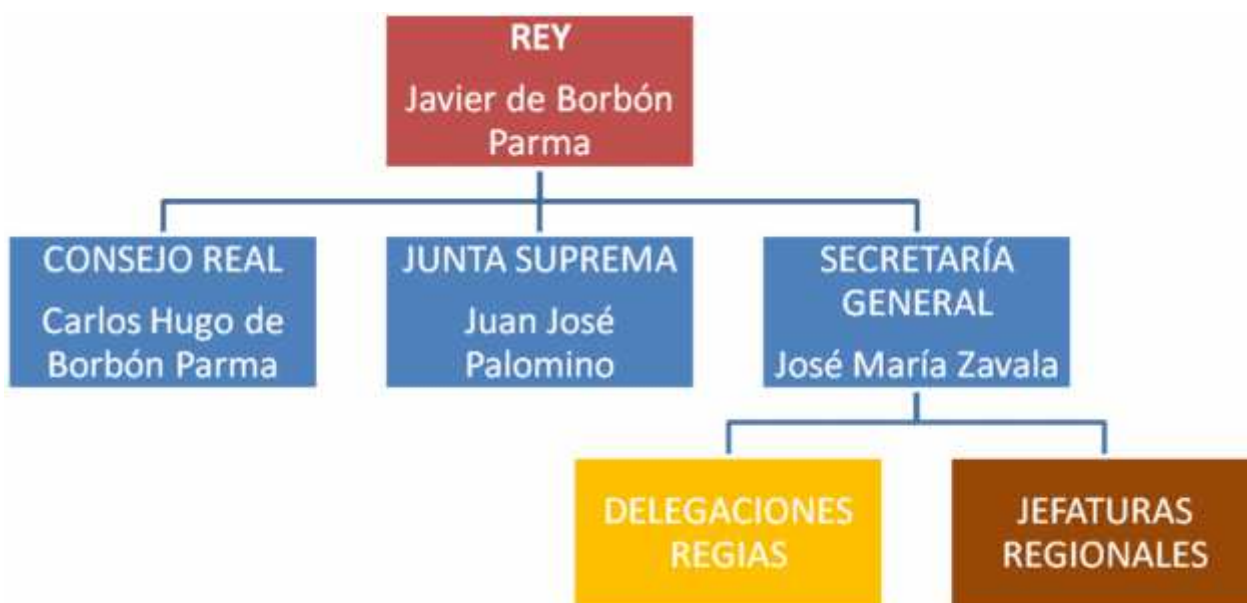 REY
Javier de Borbón
Parma
CONSEJO REAL
Carlos Hugo de
Borbón Parma
JUNTA SUPREMA
Juan José
Palomino
SECRETARÍA
GENERAL
José María Zavala
DELEGACIONES
REGIAS
JEFATURAS
REGIONALES